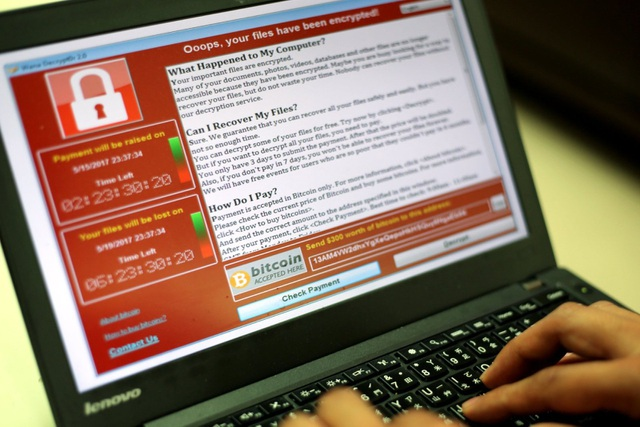 Wana Decrypt0r 2.0
Ooops, your files have been encrypted!
Payment will be raised on
5/15/2017 23:37:34
Time Left
02:23:30:20
Your files will be lost on
5/19/2017 23:37:34
Time Left
06:23:30:20
About bitcoin
How to buy bitcoins?
Contact Us
What Happened to My Computer?
Your important files are encrypted.
Many of your documents, photos, videos, databases and other files are no longer
accessible because they have been encrypted. Maybe you are busy looking for a way to
recover your files, but do not waste your time. Nobody can recover your files without
our decryption service.
Can I Recover My Files?
Sure. We guarantee that you can recover all your files safely and easily. But you have
not so enough time.
You can decrypt some of your files for free. Try now by clicking <Decrypt>.
But if you want to decrypt all your files, you need to pay.
You only have 3 days to submit the payment. After that the price will be doubled.
Also, if you don't pay in 7 days, you won't be able to recover your files forever.
We will have free events for users who are so poor that they couldn't pay in 6 months.
How Do I Pay?
Payment is accepted in Bitcoin only. For more information, click <About bitcoin>.
Please check the current price of Bitcoin and buy some bitcoins. For more information,
click <How to buy bitcoins>.
And send the correct amount to the address specified in this window.
After your payment, click <Check Payment>. Best time to check:
bitcoin
ACCEPTED HERE
Send $300 worth of bitcoin to this address:
Check Payment
Decrypt
lenovo